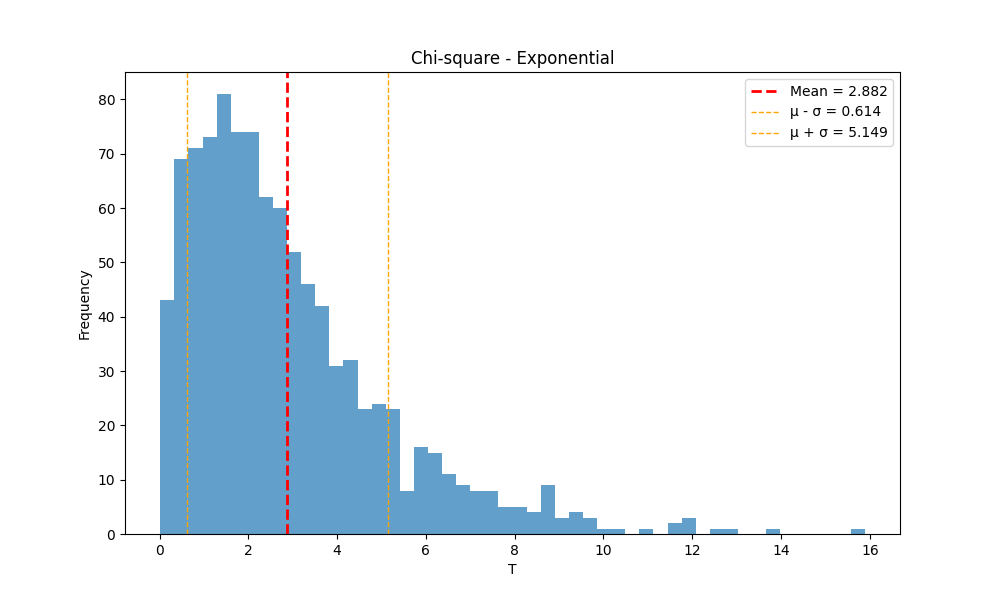 Chi-square - Exponential
Mean = 2.882
μ - σ = 0.614
μ + σ = 5.149
Frequency
80
70
60
50
40
30
20
10
0
0 2 4 6 8 10 12 14 16
T